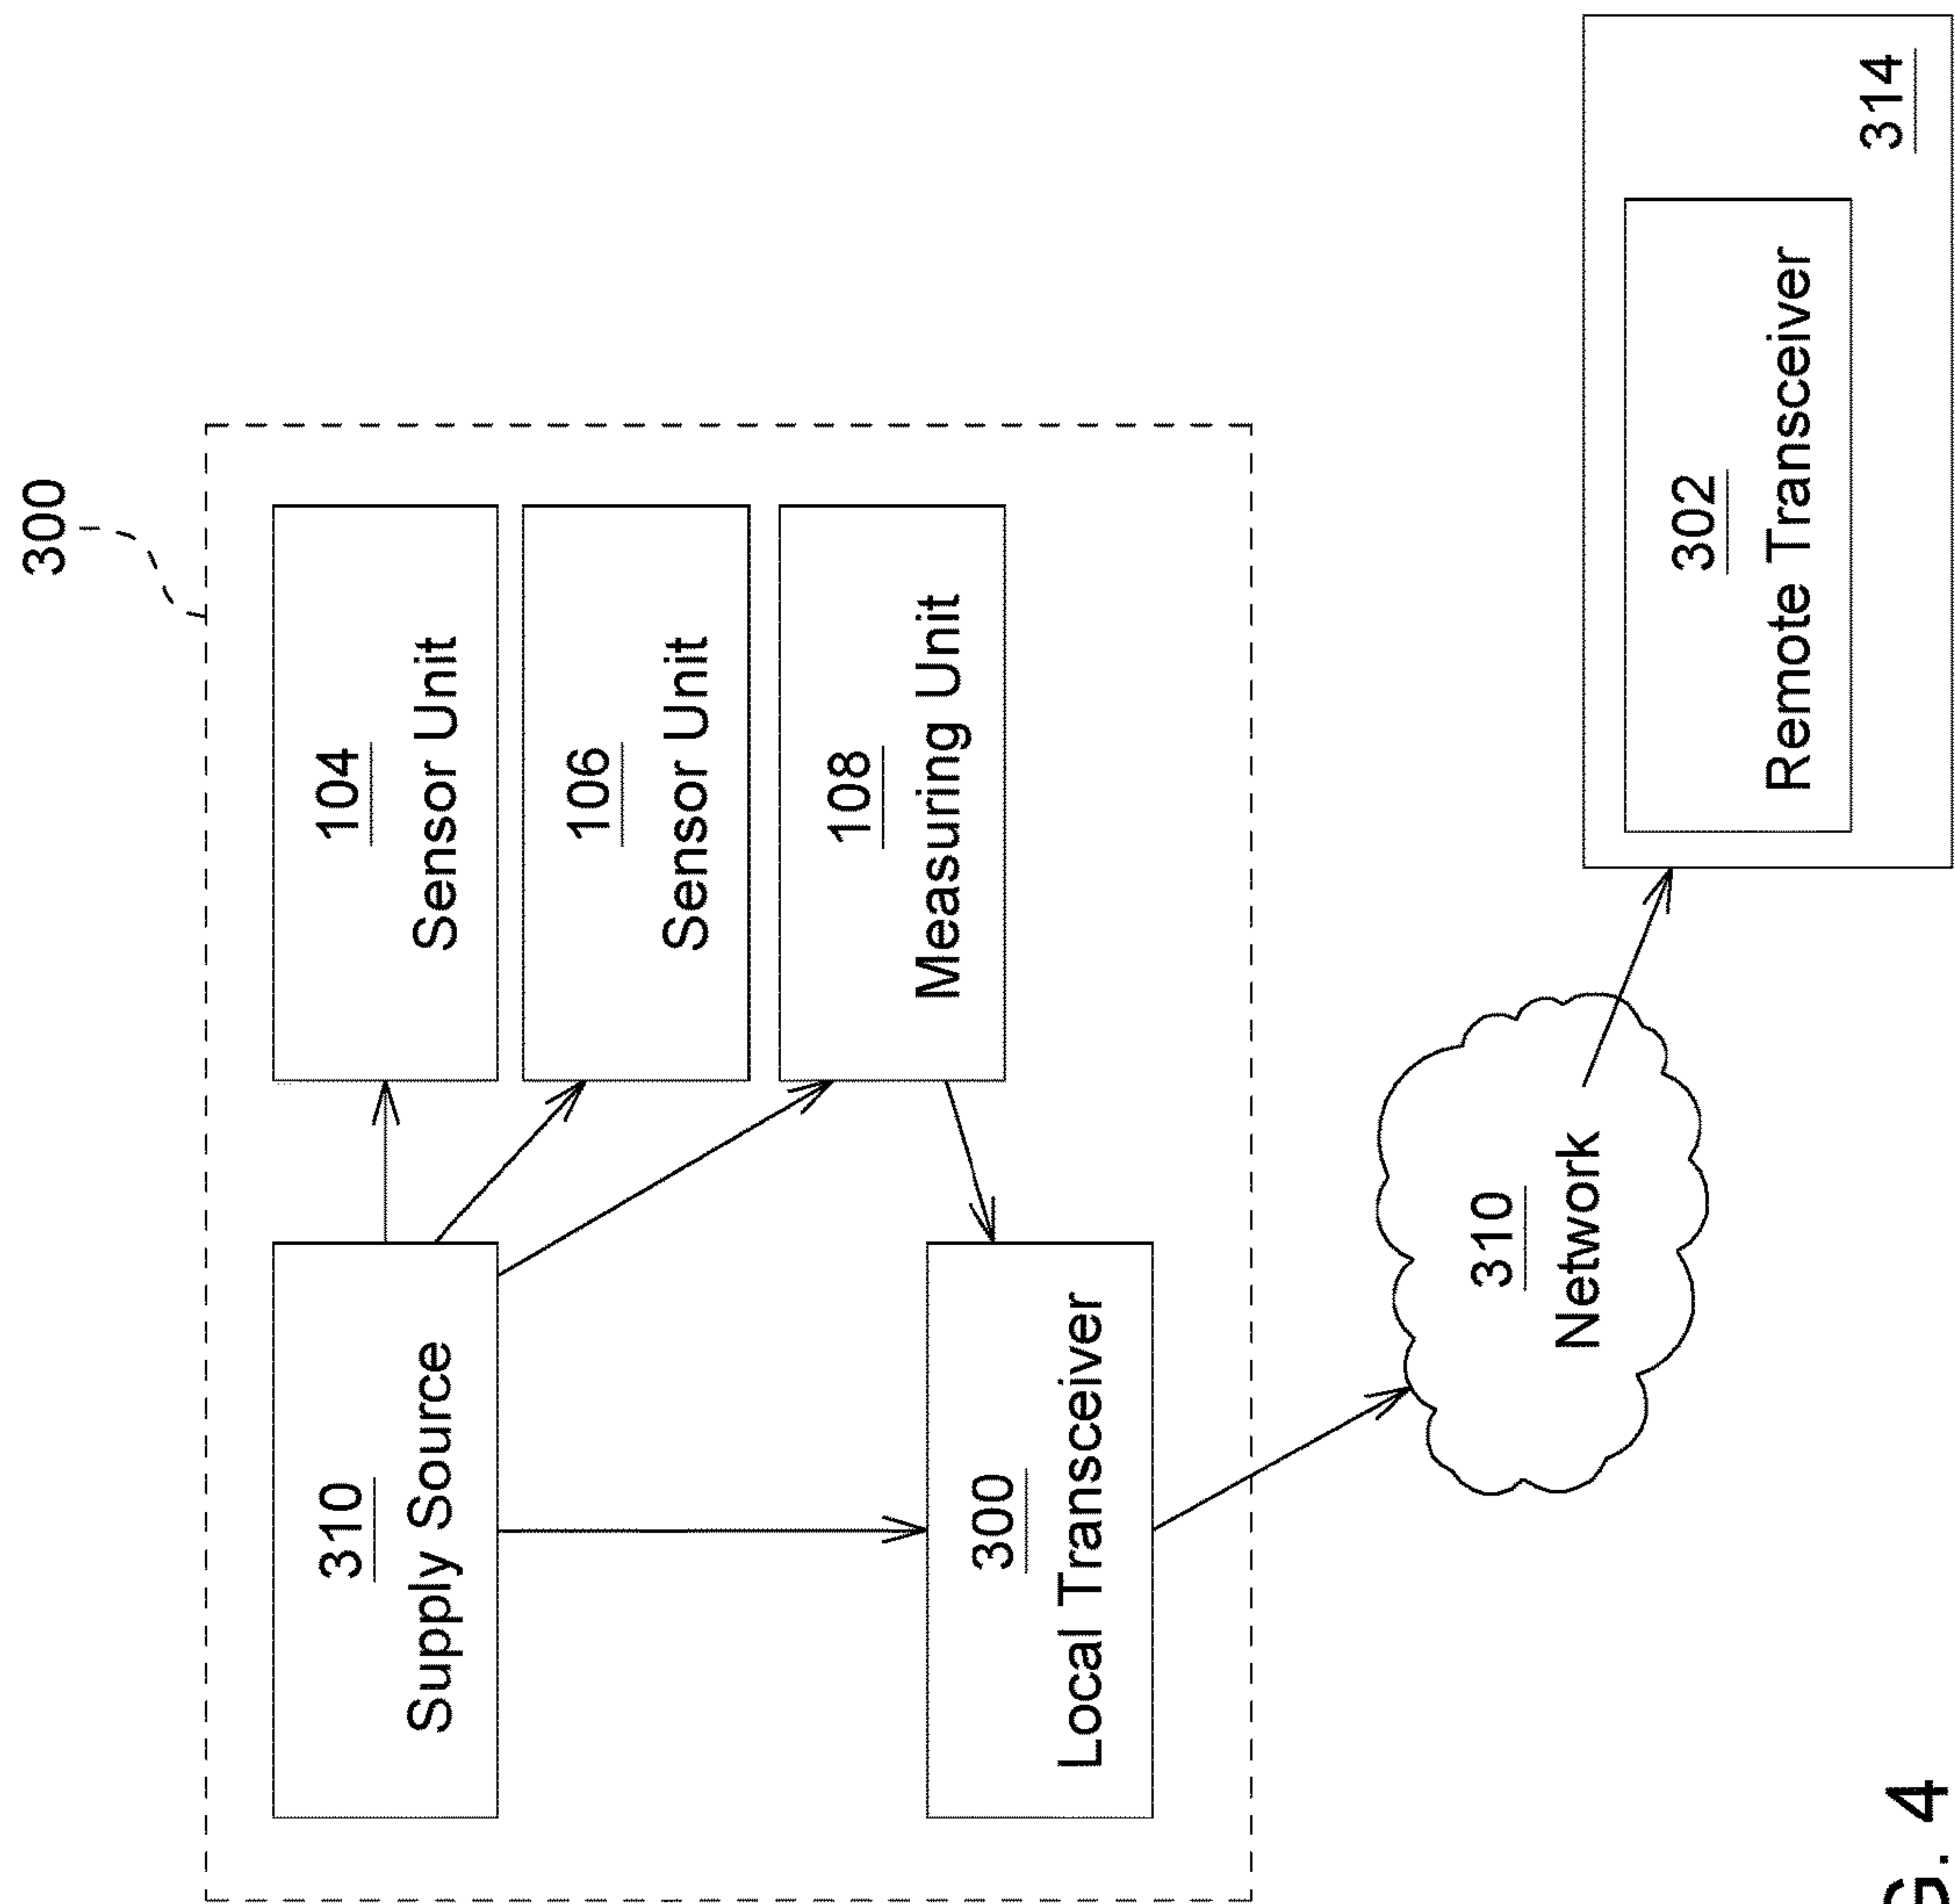 300
310
Supply Source
104
Sensor Unit
106
Sensor Unit
108
Measuring Unit
300
Local Transceiver
310
Network
314
302
Remote Transceiver
G. 4